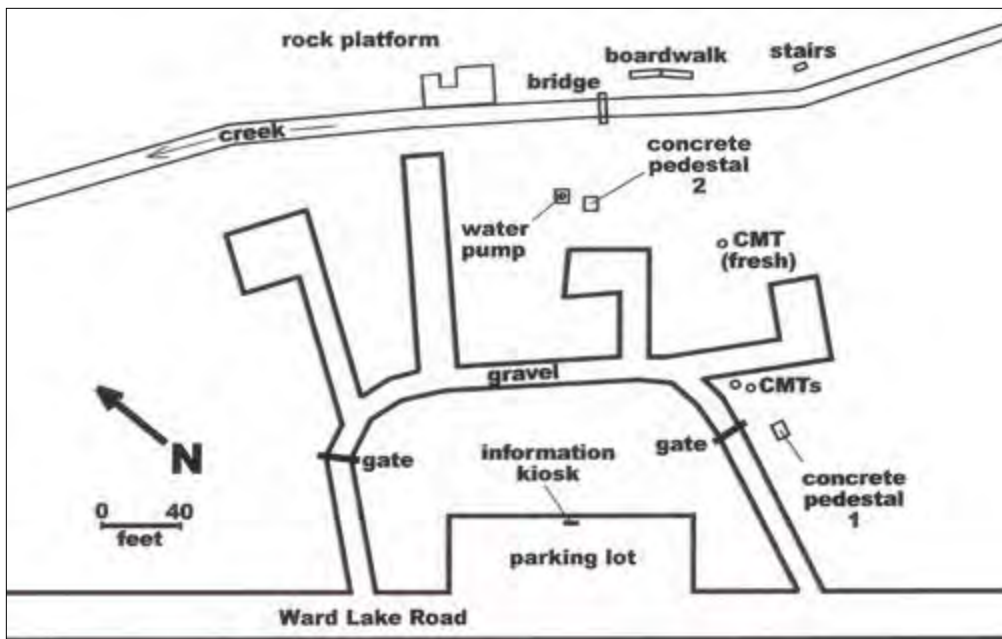 rock platform
boardwalk
stairs
bridge
creek
concrete
pedestal
2
water
pump
CMT
(fresh)
gravel
CMTs
N
gate
information
kiosk
gate
concrete
pedestal
1
0 40
feet
parking lot
Ward Lake Road